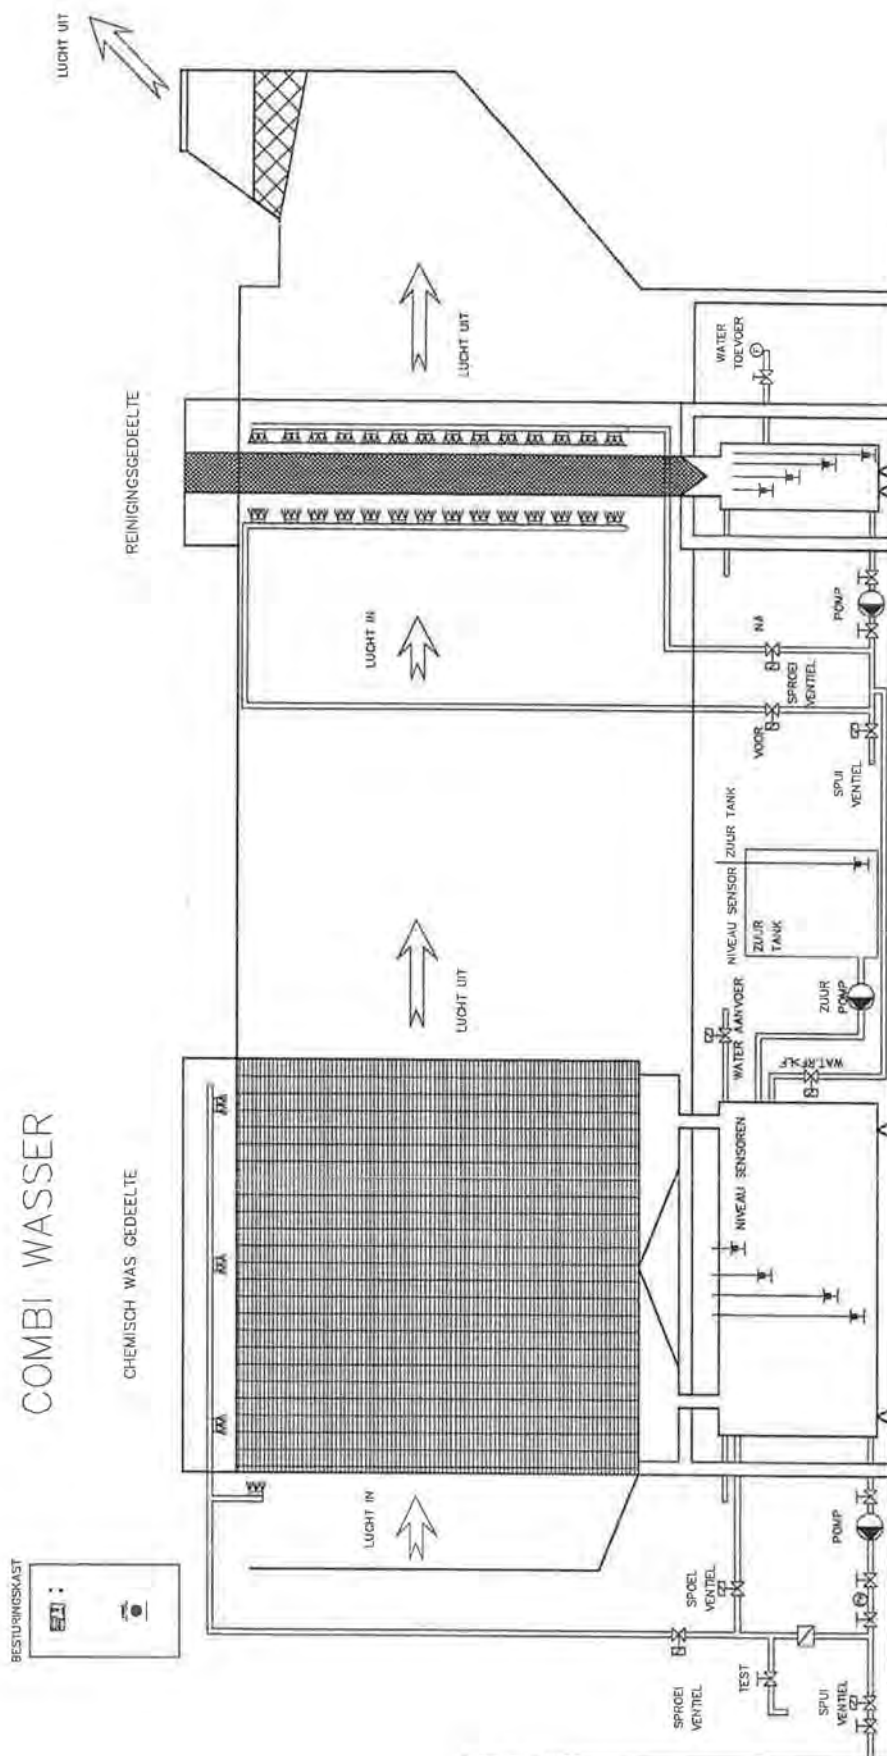 COMBI WASSER
BESTURINGSKAST
CHEMISCH WAS GEDEELTE
REINIGINGSGEDEELTE
LUCHT UIT
LUCHT IN
LUCHT UIT
LUCHT IN
LUCHT UIT
SPROEI
VENTIEL
SPOEL
VENTIEL
TEST
SPUI
VENTIEL
POMP
NIVEAU SENSOREN
WATER AANVOER
ZUUR
POMP
NIVEAU SENSOR ZUUR TANK
ZUUR
TANK
SPUI
VENTIEL
VOOR
SPROEI
VENTIEL
NA
POMP
WATER
TOEVOER